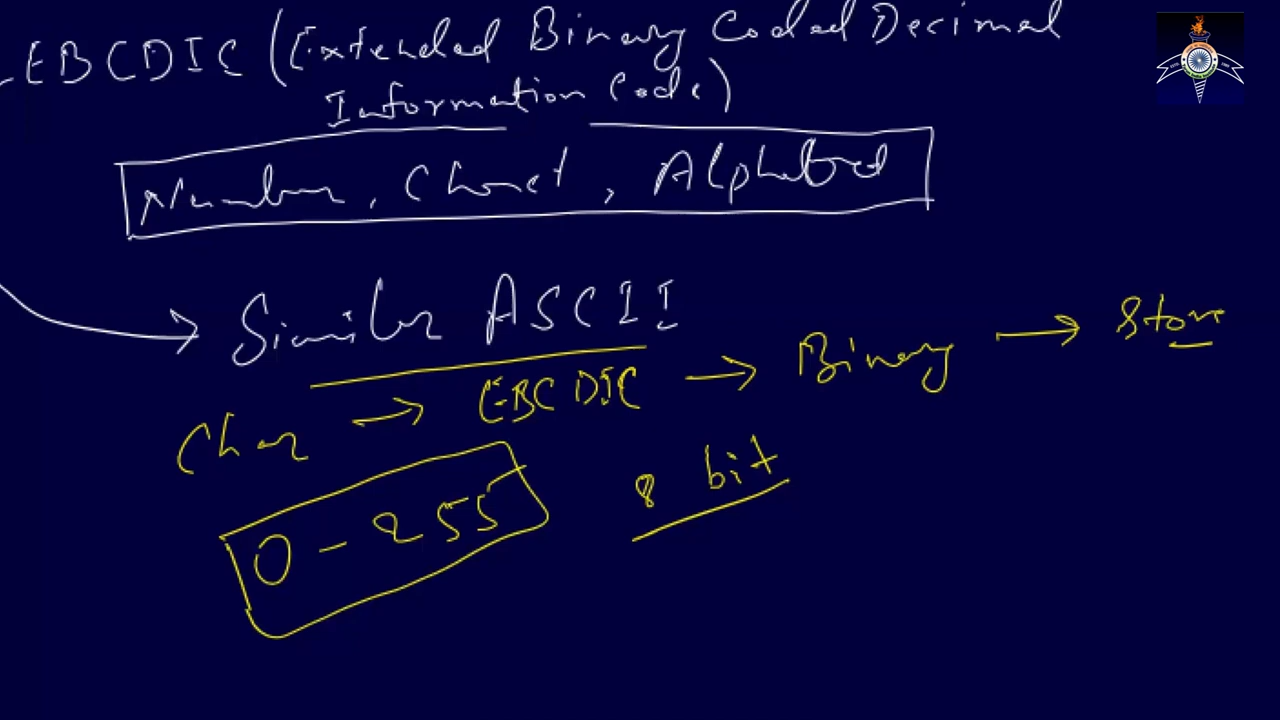 EBCDIC (Extended Binary Coded Decimal
Information Code)
Number, Charact, Alphabet
Similar ASCII
Char → EBCDIC → Binary → Store
0 - 255 8 bit